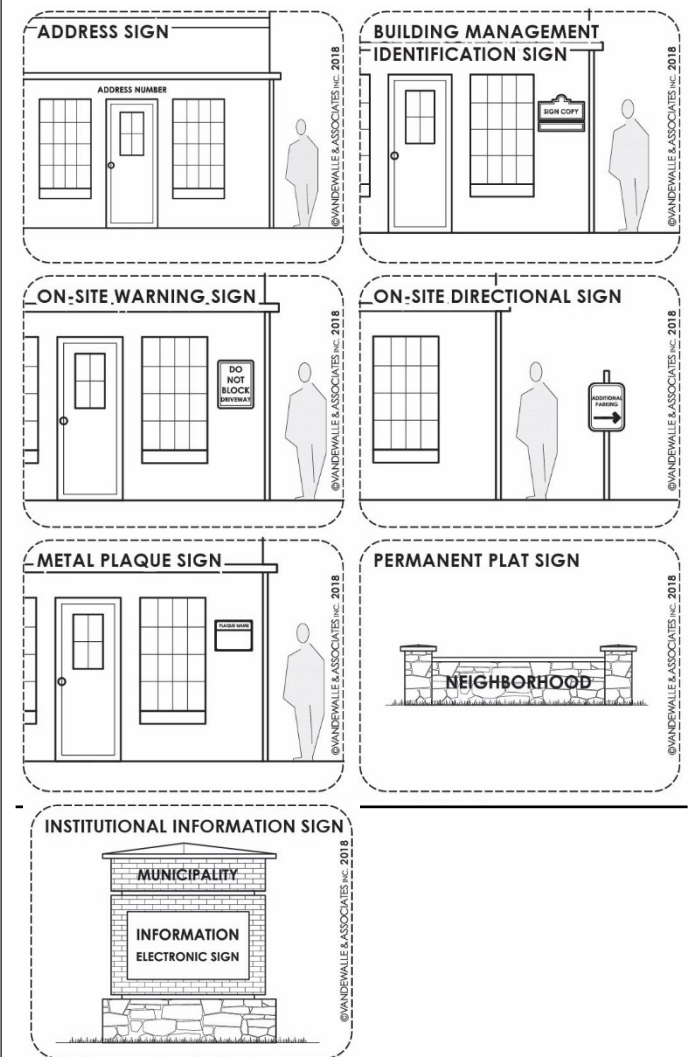 ADDRESS SIGN
ADDRESS NUMBER
©VANDEWALLE & ASSOCIATES INC. 2018
BUILDING MANAGEMENT
IDENTIFICATION SIGN
SIGN COPY
©VANDEWALLE & ASSOCIATES INC. 2018
ON-SITE WARNING SIGN
DO
NOT
BLOCK
DRIVEWAY
©VANDEWALLE & ASSOCIATES INC. 2018
ON-SITE DIRECTIONAL SIGN
ADDITIONAL
PARKING
©VANDEWALLE & ASSOCIATES INC. 2018
METAL PLAQUE SIGN
PLAQUE NAME
©VANDEWALLE & ASSOCIATES INC. 2018
PERMANENT PLAT SIGN
NEIGHBORHOOD
©VANDEWALLE & ASSOCIATES INC. 2018
INSTITUTIONAL INFORMATION SIGN
MUNICIPALITY
INFORMATION
ELECTRONIC SIGN
©VANDEWALLE & ASSOCIATES INC. 2018